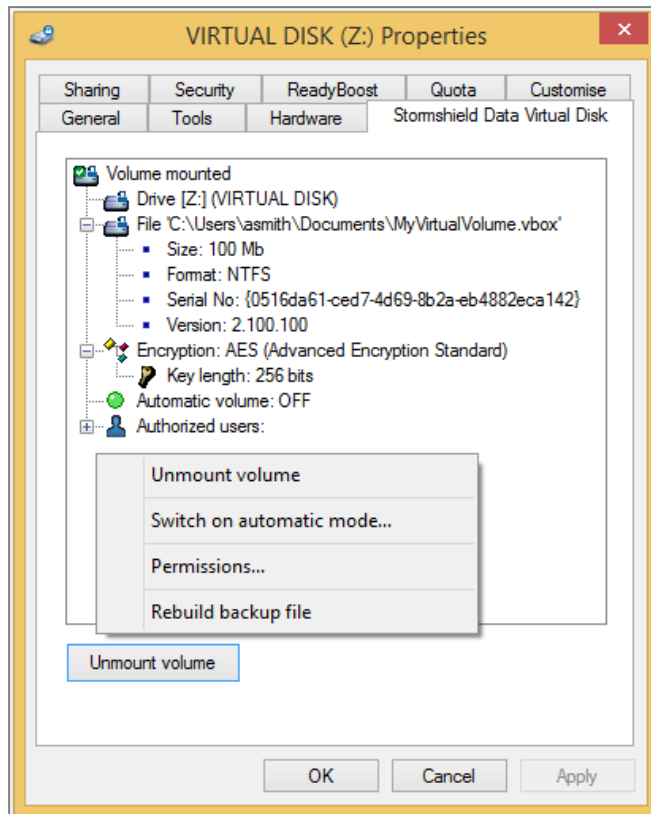 VIRTUAL DISK (Z:) Properties
Sharing Security ReadyBoost Quota Customise
General Tools Hardware Stormshield Data Virtual Disk
Volume mounted
Drive [Z:] (VIRTUAL DISK)
File 'C:\Users\asmith\Documents\MyVirtualVolume.vbox'
Size: 100 Mb
Format: NTFS
Serial No: {0516da61-ced7-4d69-8b2a-eb4882eca142}
Version: 2.100.100
Encryption: AES (Advanced Encryption Standard)
Key length: 256 bits
Automatic volume: OFF
Authorized users:
Unmount volume
Switch on automatic mode...
Permissions...
Rebuild backup file
Unmount volume
OK Cancel Apply